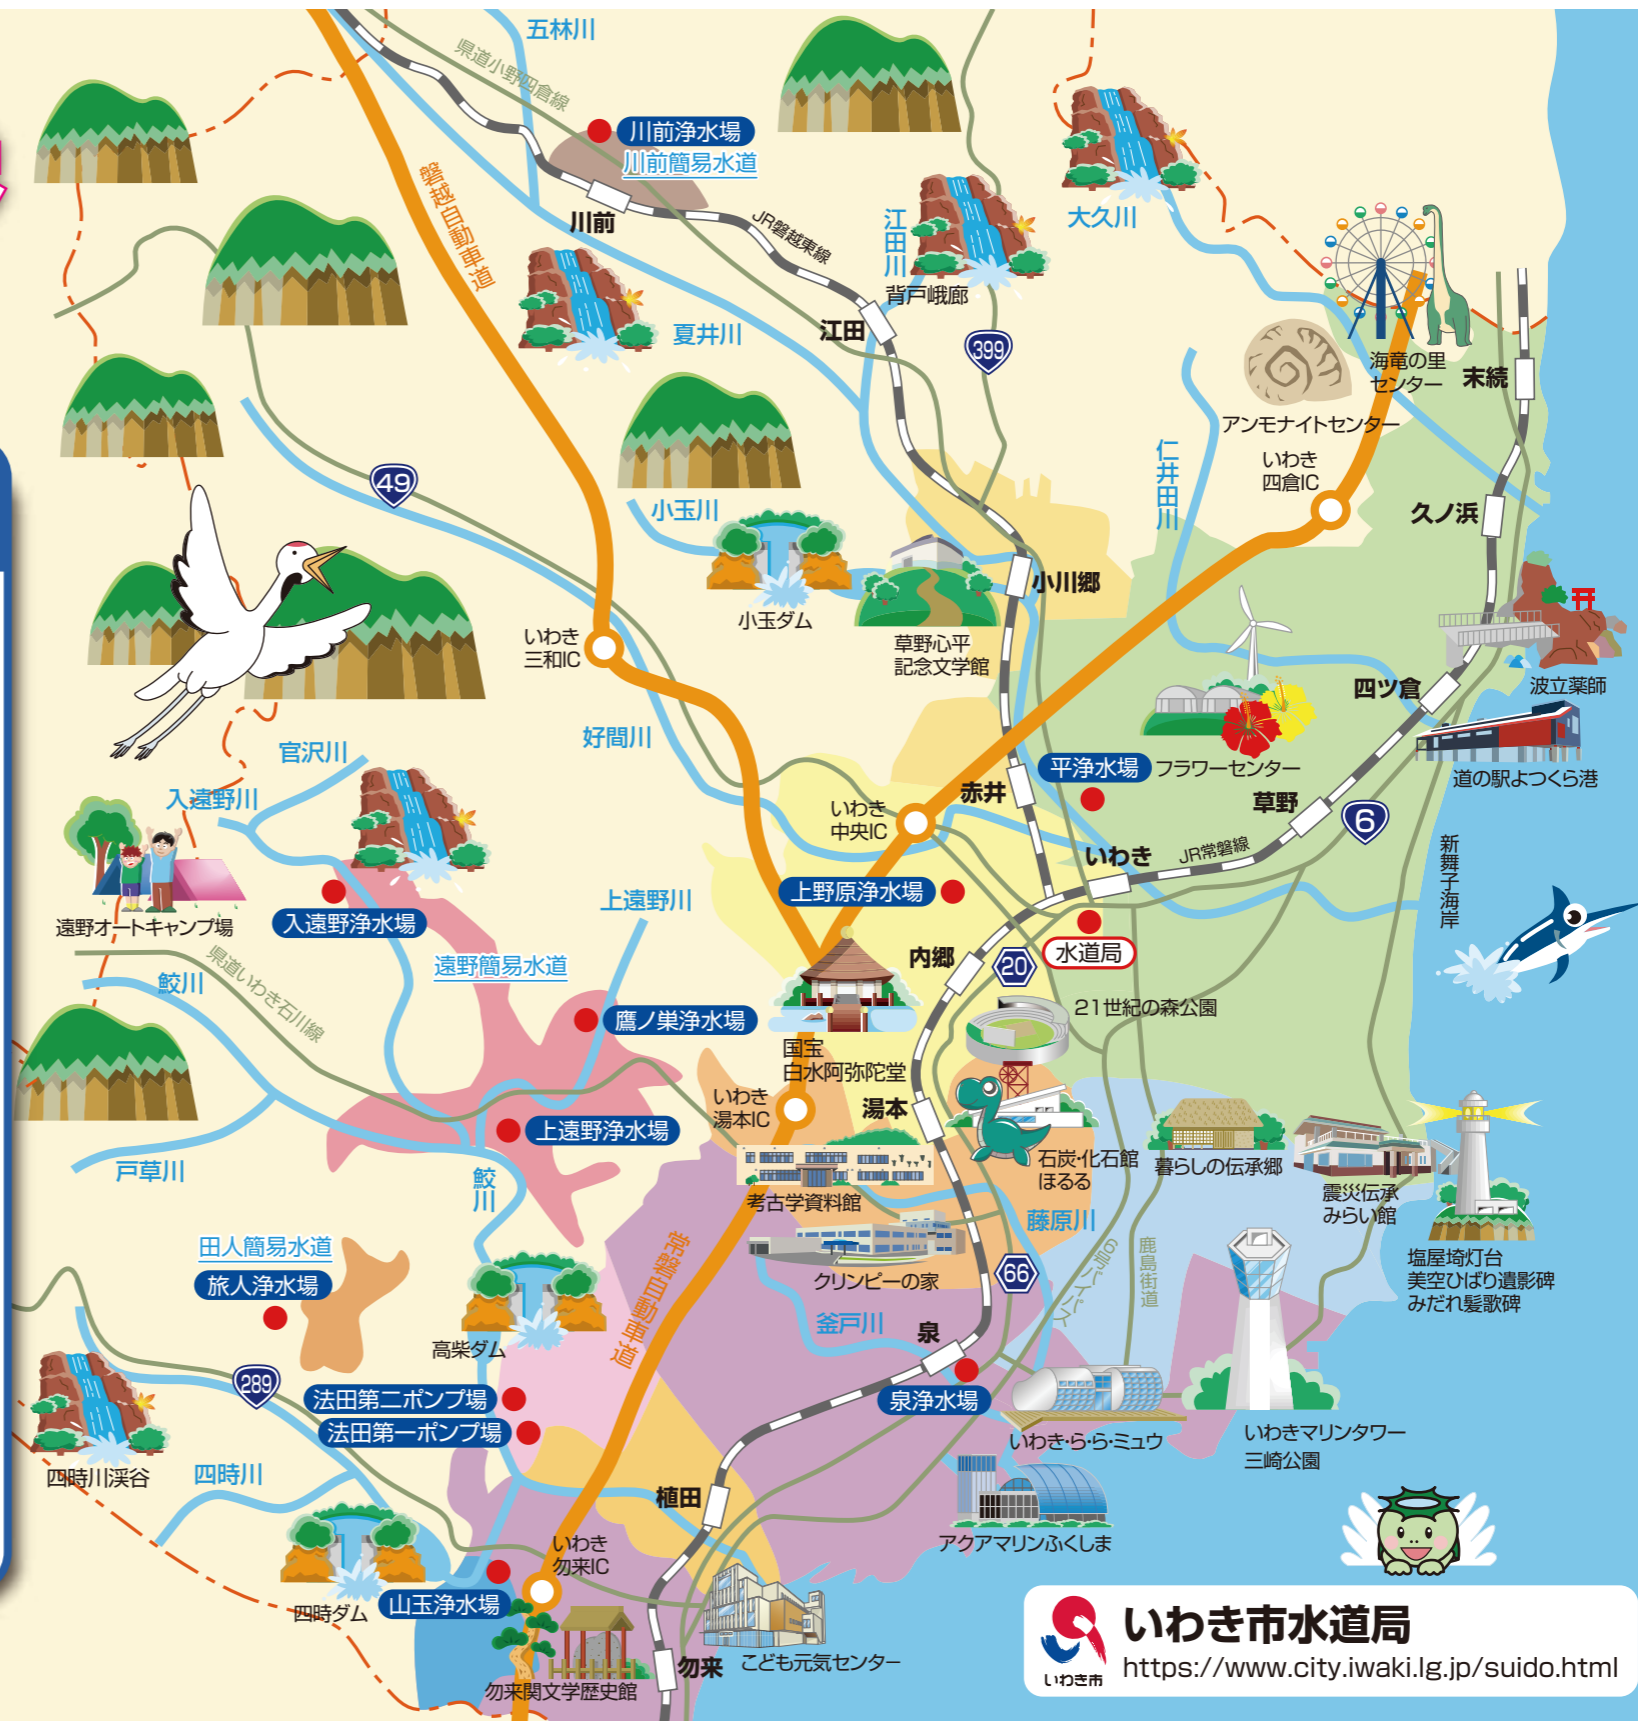 五林川
県道小野四倉線
川前浄水場
川前簡易水道
川前
磐越自動車道
JR磐越東線
江田川
背戸峨廊
大久川
夏井川
江田
399
海竜の里
センター
末続
アンモナイトセンター
いわき
四倉IC
仁井田川
久ノ浜
49
小玉川
小玉ダム
小川郷
草野心平
記念文学館
いわき
三和IC
四ツ倉
波立薬師
好間川
官沢川
入遠野川
平浄水場
フラワーセンター
道の駅よつくら港
赤井
草野
6
いわき
中央IC
いわき
JR常磐線
新舞子海岸
遠野オートキャンプ場
入遠野浄水場
上遠野川
上野原浄水場
水道局
内郷
20
遠野簡易水道
県道いわき石川線
鮫川
鷹ノ巣浄水場
21世紀の森公園
国宝
白水阿弥陀堂
いわき
湯本IC
湯本
上遠野浄水場
戸草川
鮫川
石炭・化石館
ほるる
暮らしの伝承郷
震災伝承
みらい館
考古学資料館
藤原川
田人簡易水道
旅人浄水場
常磐自動車道
クリンピーの家
66
6号バイパス
鹿島街道
塩屋埼灯台
美空ひばり遺影碑
みだれ髪歌碑
釜戸川
泉
高柴ダム
289
法田第二ポンプ場
法田第一ポンプ場
泉浄水場
いわき・ら・ら・ミュウ
いわきマリンタワー
三崎公園
四時川渓谷
四時川
植田
アクアマリンふくしま
いわき
勿来IC
四時ダム
山玉浄水場
勿来
こども元気センター
勿来関文学歴史館
いわき市
いわき市水道局
https://www.city.iwaki.lg.jp/suido.html